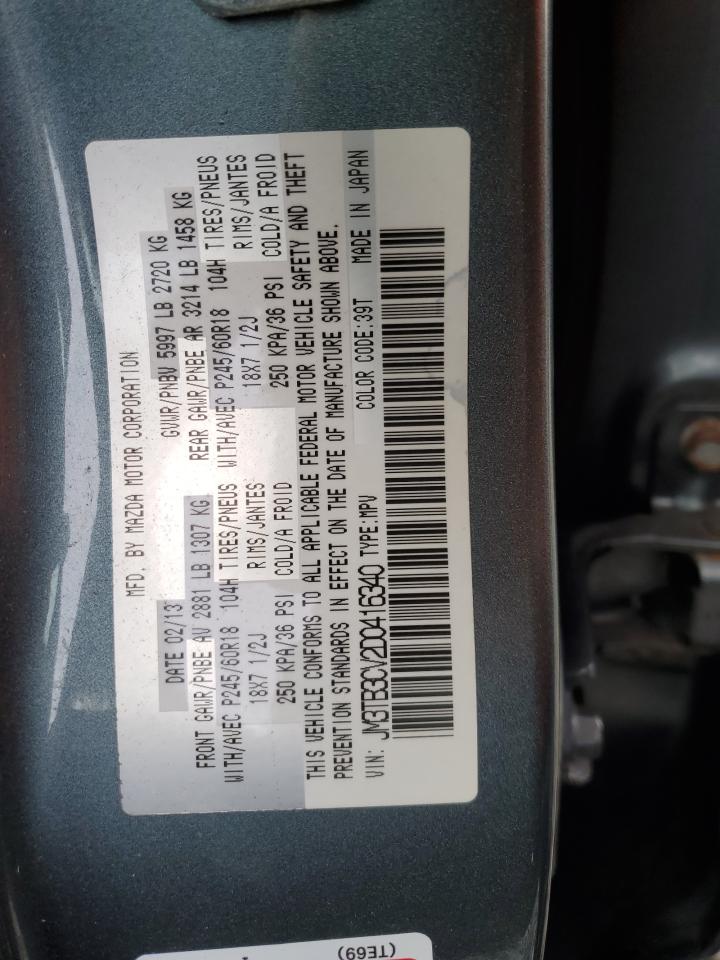 MFD. BY MAZDA MOTOR CORPORATION
DATE 02/13 GVWR/PNBV 5997 LB 2720 KG
FRONT GAWR/PNBE AV 2881 LB 1307 KG REAR GAWR/PNBE AR 3214 LB 1458 KG
WITH/AVEC P245/60R18 104H TIRES/PNEUS WITH/AVEC P245/60R18 104H TIRES/PNEUS
18X7 1/2J RIMS/JANTES 18X7 1/2J RIMS/JANTES
250 KPA/36 PSI COLD/A FROID 250 KPA/36 PSI COLD/A FROID
THIS VEHICLE CONFORMS TO ALL APPLICABLE FEDERAL MOTOR VEHICLE SAFETY AND THEFT
PREVENTION STANDARDS IN EFFECT ON THE DATE OF MANUFACTURE SHOWN ABOVE.
VIN: JM3TB3CV2D0416340 TYPE:MPV COLOR CODE:39T MADE IN JAPAN
(TE69)